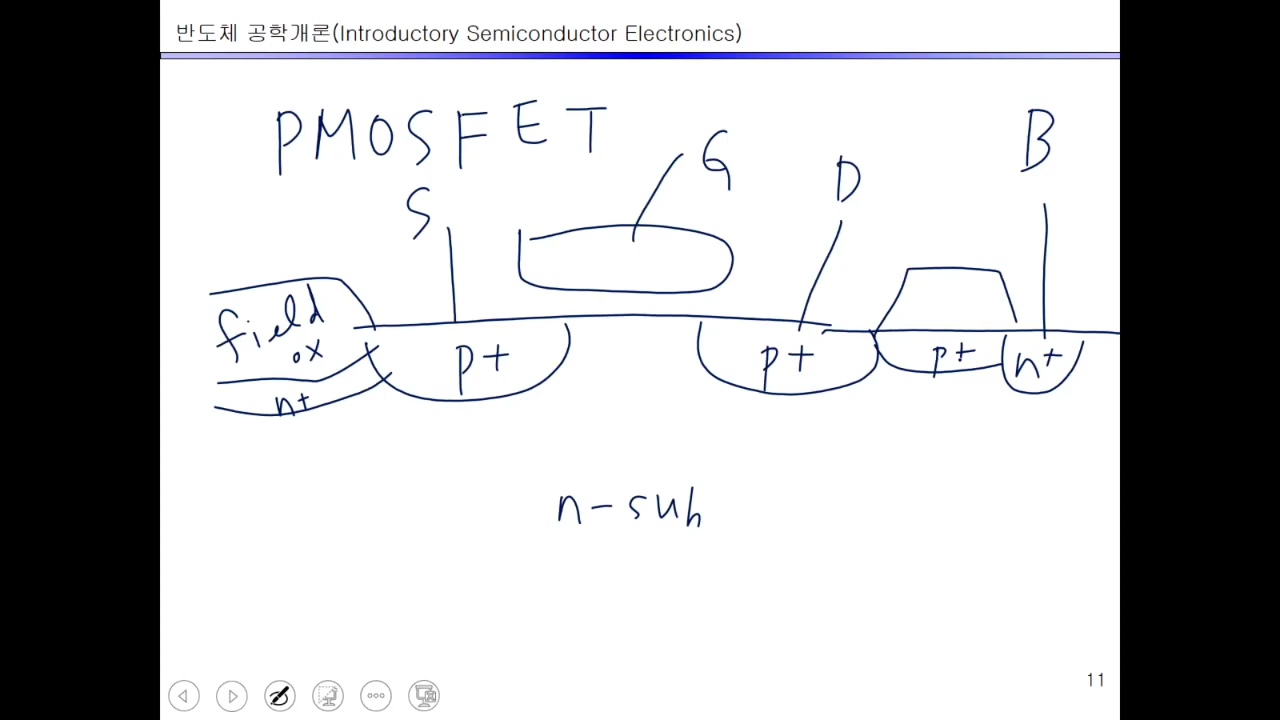 반도체 공학개론(Introductory Semiconductor Electronics)
PMOSFET
S
G
D
B
field
ox
n+
p+
p+
p+
n+
n-sub
11